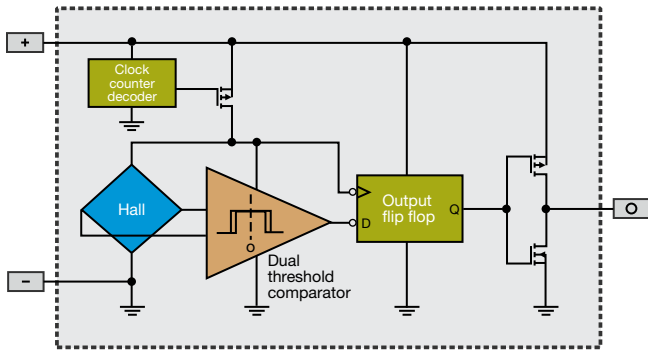 +
Clock
counter
decoder
Hall
Output
flip flop
Q
D
O
O
Dual
threshold
comparator
−